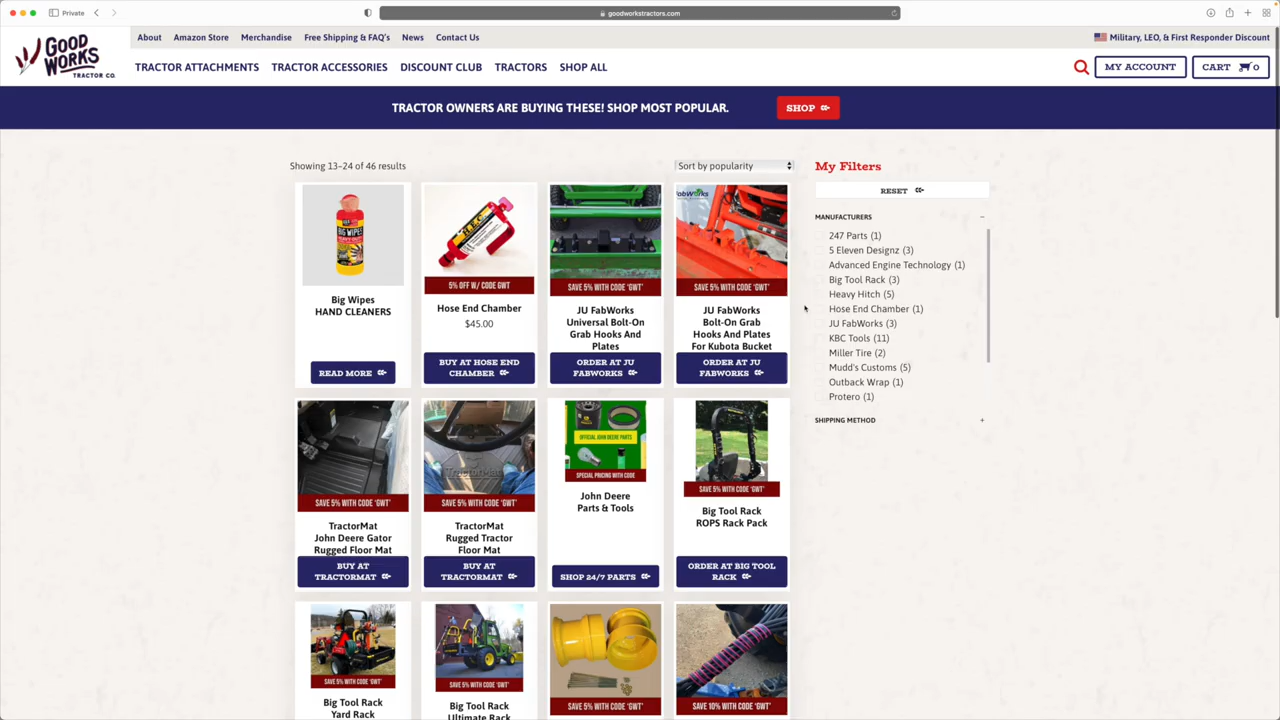 Private
goodworkstractors.com
GOOD
WORKS
TRACTOR CO.
About
Amazon Store
Merchandise
Free Shipping & FAQ's
News
Contact Us
Military, LEO, & First Responder Discount
TRACTOR ATTACHMENTS
TRACTOR ACCESSORIES
DISCOUNT CLUB
TRACTORS
SHOP ALL
MY ACCOUNT
CART 0
TRACTOR OWNERS ARE BUYING THESE! SHOP MOST POPULAR.
SHOP
Showing 13–24 of 46 results
Sort by popularity
My Filters
RESET
MANUFACTURERS
−
247 Parts (1)
5 Eleven Designz (3)
Advanced Engine Technology (1)
Big Tool Rack (3)
Heavy Hitch (5)
Hose End Chamber (1)
JU FabWorks (3)
KBC Tools (11)
Miller Tire (2)
Mudd's Customs (5)
Outback Wrap (1)
Protero (1)
SHIPPING METHOD
+
BIG
WIPES
Big Wipes
HAND CLEANERS
READ MORE
5% OFF W/ CODE GWT
Hose End Chamber
$45.00
BUY AT HOSE END
CHAMBER
SAVE 5% WITH CODE 'GWT'
JU FabWorks
Universal Bolt-On
Grab Hooks And
Plates
ORDER AT JU
FABWORKS
SAVE 5% WITH CODE 'GWT'
JU FabWorks
Bolt-On Grab
Hooks And Plates
For Kubota Bucket
ORDER AT JU
FABWORKS
SAVE 5% WITH CODE 'GWT'
TractorMat
John Deere Gator
Rugged Floor Mat
BUY AT
TRACTORMAT
SAVE 5% WITH CODE 'GWT'
TractorMat
Rugged Tractor
Floor Mat
BUY AT
TRACTORMAT
OFFICIAL JOHN DEERE
PARTS
SPECIAL PRICING WITH CODE
John Deere
Parts & Tools
SHOP 24/7 PARTS
SAVE 5% WITH CODE 'GWT'
Big Tool Rack
ROPS Rack Pack
ORDER AT BIG TOOL
RACK
SAVE 5% WITH CODE 'GWT'
Big Tool Rack
Yard Rack
SAVE 5% WITH CODE 'GWT'
Big Tool Rack
Ultimate Rack
SAVE 5% WITH CODE 'GWT'
SAVE 10% WITH CODE 'GWT'